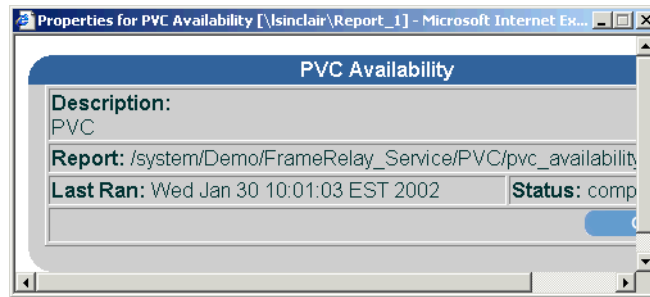 Properties for PVC Availability [\lsinclair\Report_1] - Microsoft Internet Ex...
PVC Availability
Description:
PVC
Report: /system/Demo/FrameRelay_Service/PVC/pvc_availability
Last Ran: Wed Jan 30 10:01:03 EST 2002 Status: comp